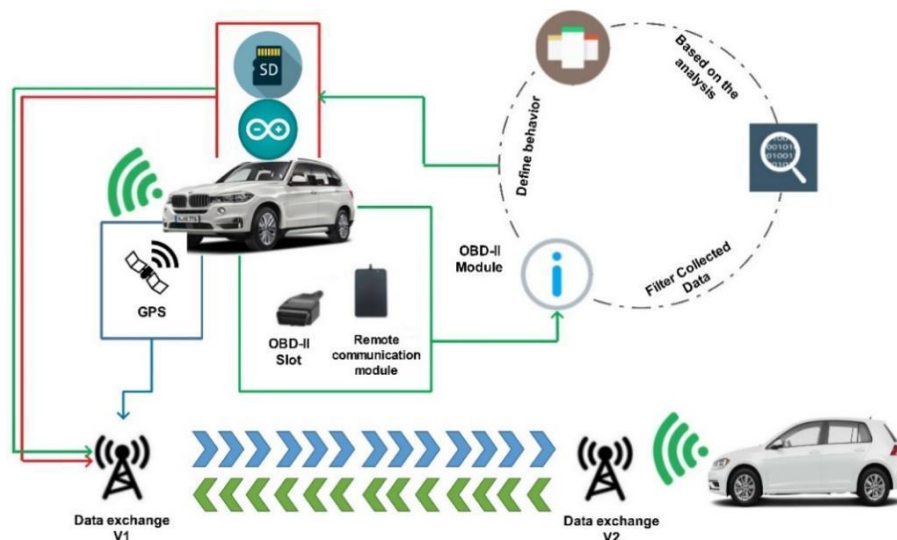 SD
Based on the
analysis
Define behavior
OBD-II
Module
Filter Collected
Data
GPS
OBD-II
Slot
Remote
communication
module
Data exchange
V1
Data exchange
V2